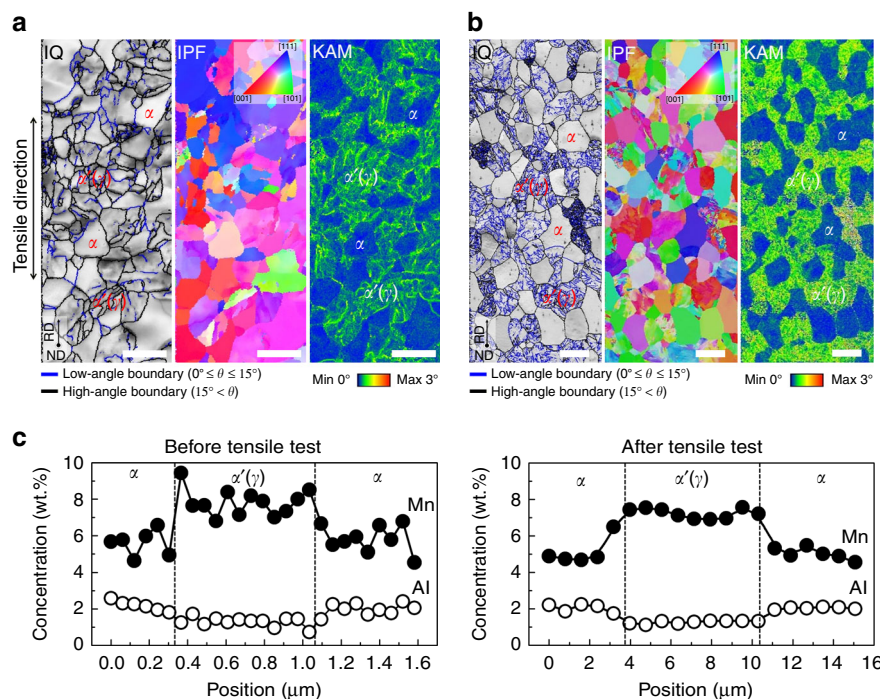 a
b
IQ
IPF
KAM
[111]
[001]
[101]
α
α′(γ)
α
α′(γ)
α
α′(γ)
α
α′(γ)
Tensile direction
RD
ND
Low-angle boundary (0° ≤ θ ≤ 15°)
High-angle boundary (15° < θ)
Min 0° Max 3°
IQ
IPF
KAM
[111]
[001]
[101]
α
α′(γ)
α
α′(γ)
α
α′(γ)
α
α′(γ)
RD
ND
Low-angle boundary (0° ≤ θ ≤ 15°)
High-angle boundary (15° < θ)
Min 0° Max 3°
c
Before tensile test
α α′(γ) α
Mn
Al
Concentration (wt.%)
10
8
6
4
2
0
0.0 0.2 0.4 0.6 0.8 1.0 1.2 1.4 1.6
Position (μm)
After tensile test
α α′(γ) α
Mn
Al
Concentration (wt.%)
10
8
6
4
2
0
0 2 4 6 8 10 12 14 16
Position (μm)